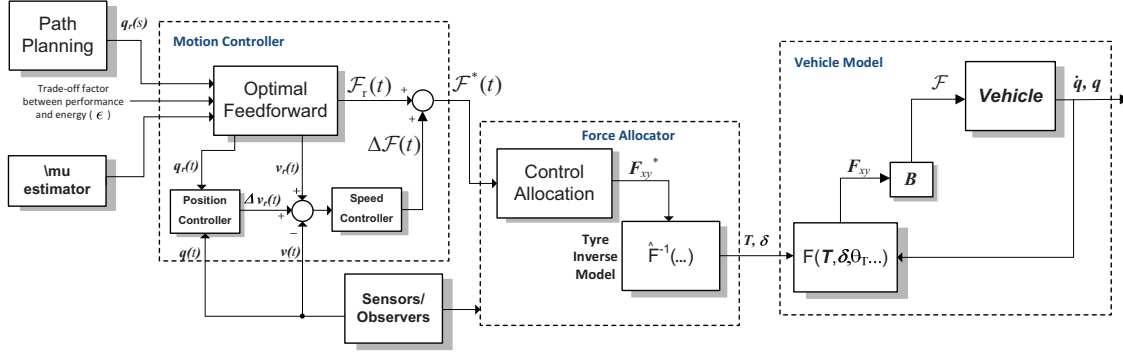 Path
Planning
q_r(s)
Trade-off factor
between performance
and energy ( ϵ )
\mu
estimator
Motion Controller
Optimal
Feedforward
ℱ_r(t)
+
+
ℱ^*(t)
Δℱ(t)
q_r(t)
v_r(t)
Position
Controller
Δ v_r(t)
+
+
−
Speed
Controller
q(t)
v(t)
Sensors/
Observers
Force Allocator
Control
Allocation
F_xy^*
Tyre
Inverse
Model
F̂^-1(...)
T, δ
Vehicle Model
ℱ
Vehicle
q̇, q
F_xy
B
F(T,δ,θ_T...)